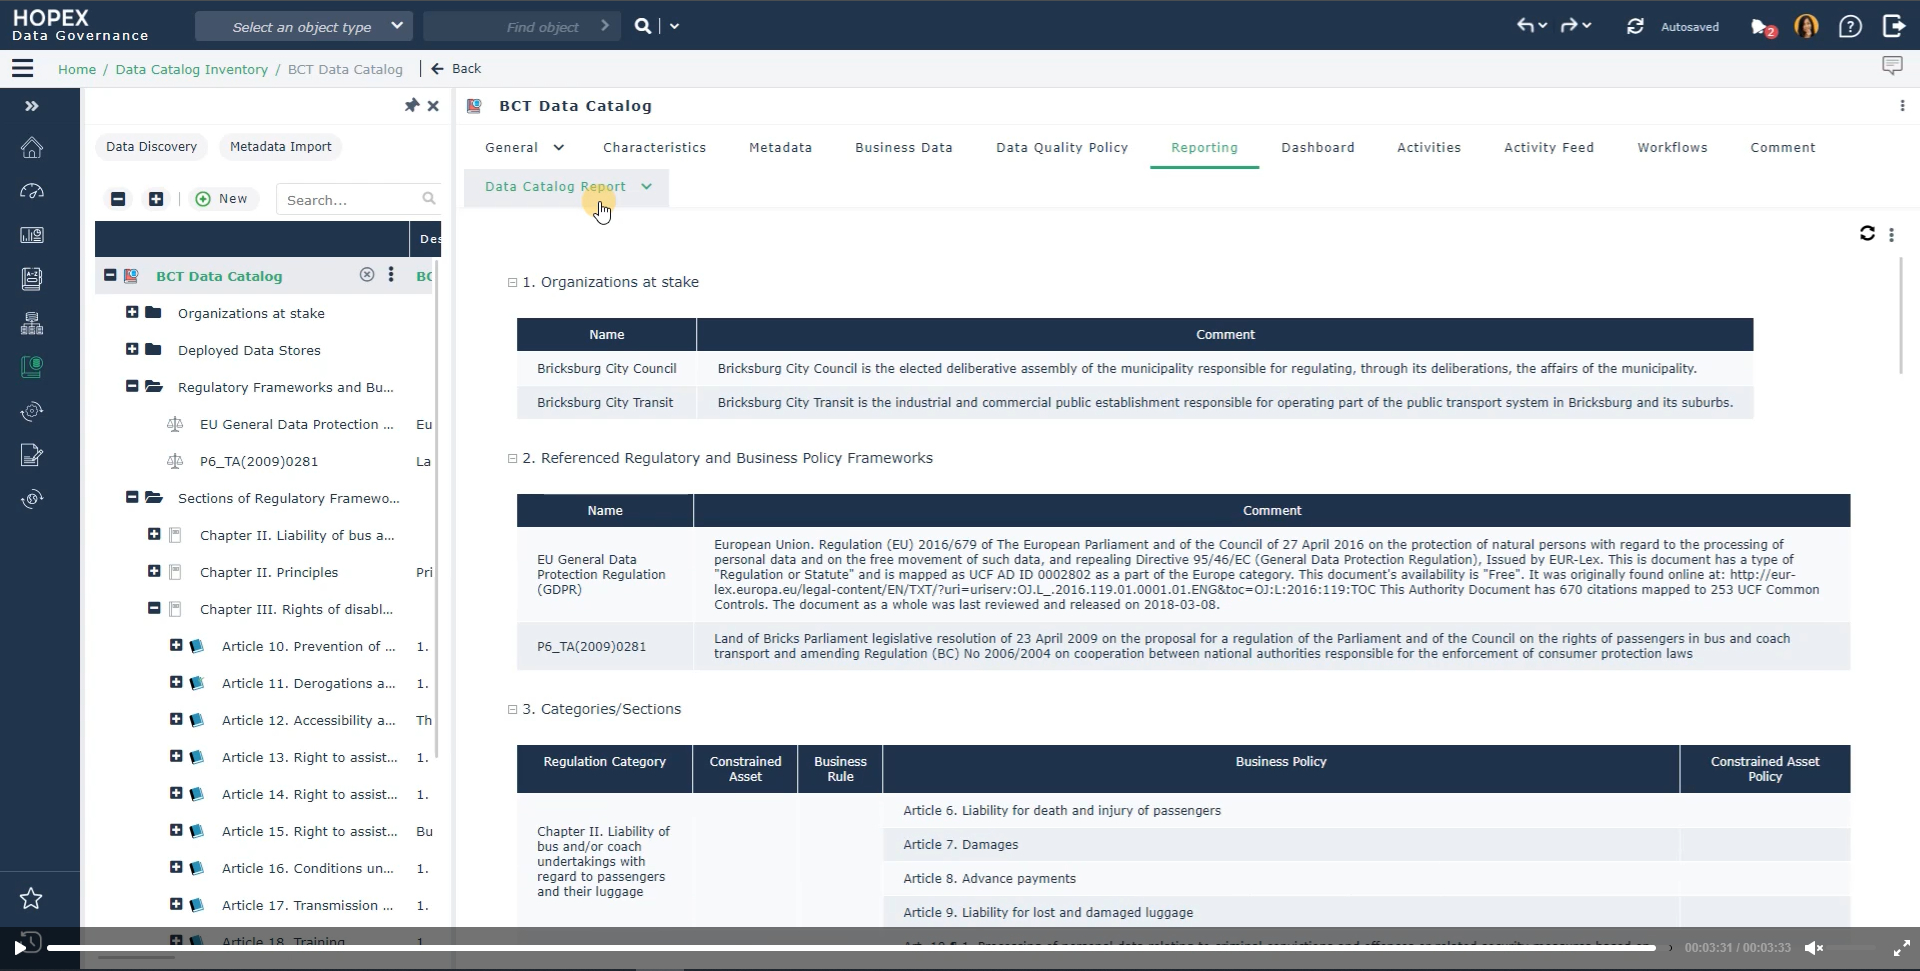 HOPEX
Data Governance
Select an object type
Find object
Autosaved
2
Home / Data Catalog Inventory / BCT Data Catalog
Back
Data Discovery
Metadata Import
New
Search...
Des
BCT Data Catalog
BC
Organizations at stake
Deployed Data Stores
Regulatory Frameworks and Bu...
EU General Data Protection ...
Eu
P6_TA(2009)0281
La
Sections of Regulatory Framewo...
Chapter II. Liability of bus a...
Chapter II. Principles
Pri
Chapter III. Rights of disabl...
Article 10. Prevention of ...
1.
Article 11. Derogations a...
1.
Article 12. Accessibility a...
Th
Article 13. Right to assist...
1.
Article 14. Right to assist...
1.
Article 15. Right to assist...
Bu
Article 16. Conditions un...
1.
Article 17. Transmission ...
1.
Article 18. Training
1
BCT Data Catalog
General
Characteristics
Metadata
Business Data
Data Quality Policy
Reporting
Dashboard
Activities
Activity Feed
Workflows
Comment
Data Catalog Report
1. Organizations at stake
Name
Comment
Bricksburg City Council
Bricksburg City Council is the elected deliberative assembly of the municipality responsible for regulating, through its deliberations, the affairs of the municipality.
Bricksburg City Transit
Bricksburg City Transit is the industrial and commercial public establishment responsible for operating part of the public transport system in Bricksburg and its suburbs.
2. Referenced Regulatory and Business Policy Frameworks
Name
Comment
EU General Data
Protection Regulation
(GDPR)
European Union. Regulation (EU) 2016/679 of The European Parliament and of the Council of 27 April 2016 on the protection of natural persons with regard to the processing of
personal data and on the free movement of such data, and repealing Directive 95/46/EC (General Data Protection Regulation), Issued by EUR-Lex. This is document has a type of
"Regulation or Statute" and is mapped as UCF AD ID 0002802 as a part of the Europe category. This document's availability is "Free". It was originally found online at: http://eur-
lex.europa.eu/legal-content/EN/TXT/?uri=uriserv:OJ.L_.2016.119.01.0001.01.ENG&toc=OJ:L:2016:119:TOC This Authority Document has 670 citations mapped to 253 UCF Common
Controls. The document as a whole was last reviewed and released on 2018-03-08.
P6_TA(2009)0281
Land of Bricks Parliament legislative resolution of 23 April 2009 on the proposal for a regulation of the Parliament and of the Council on the rights of passengers in bus and coach
transport and amending Regulation (BC) No 2006/2004 on cooperation between national authorities responsible for the enforcement of consumer protection laws
3. Categories/Sections
Regulation Category
Constrained
Asset
Business
Rule
Business Policy
Constrained Asset
Policy
Chapter II. Liability of
bus and/or coach
undertakings with
regard to passengers
and their luggage
Article 6. Liability for death and injury of passengers
Article 7. Damages
Article 8. Advance payments
Article 9. Liability for lost and damaged luggage
00:03:31 / 00:03:33